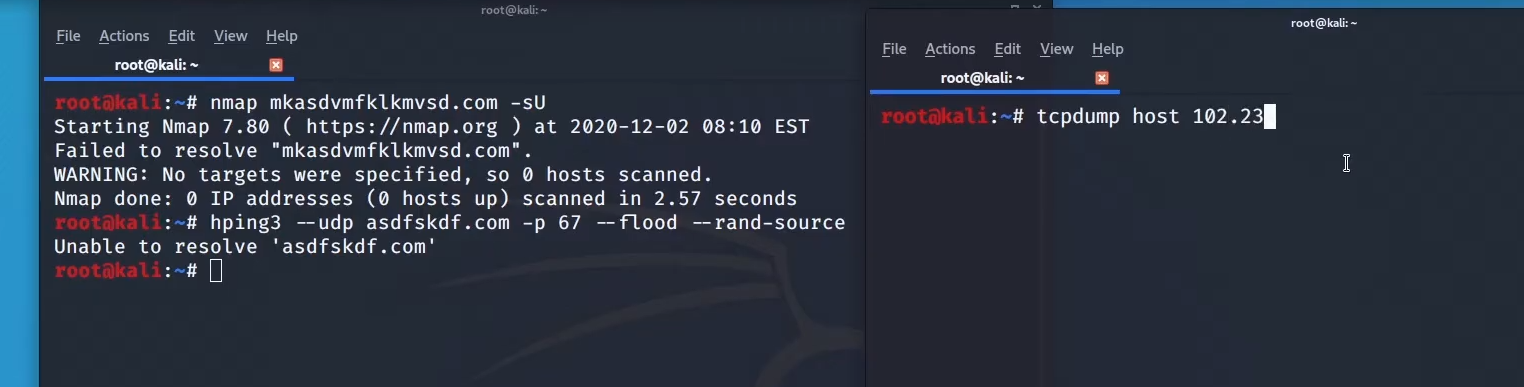 root@kali: ~
File Actions Edit View Help
root@kali: ~
root@kali:~# nmap mkasdvmfklkmvsd.com -sU
Starting Nmap 7.80 ( https://nmap.org ) at 2020-12-02 08:10 EST
Failed to resolve "mkasdvmfklkmvsd.com".
WARNING: No targets were specified, so 0 hosts scanned.
Nmap done: 0 IP addresses (0 hosts up) scanned in 2.57 seconds
root@kali:~# hping3 --udp asdfskdf.com -p 67 --flood --rand-source
Unable to resolve 'asdfskdf.com'
root@kali:~#
root@kali: ~
File Actions Edit View Help
root@kali: ~
root@kali:~# tcpdump host 102.23